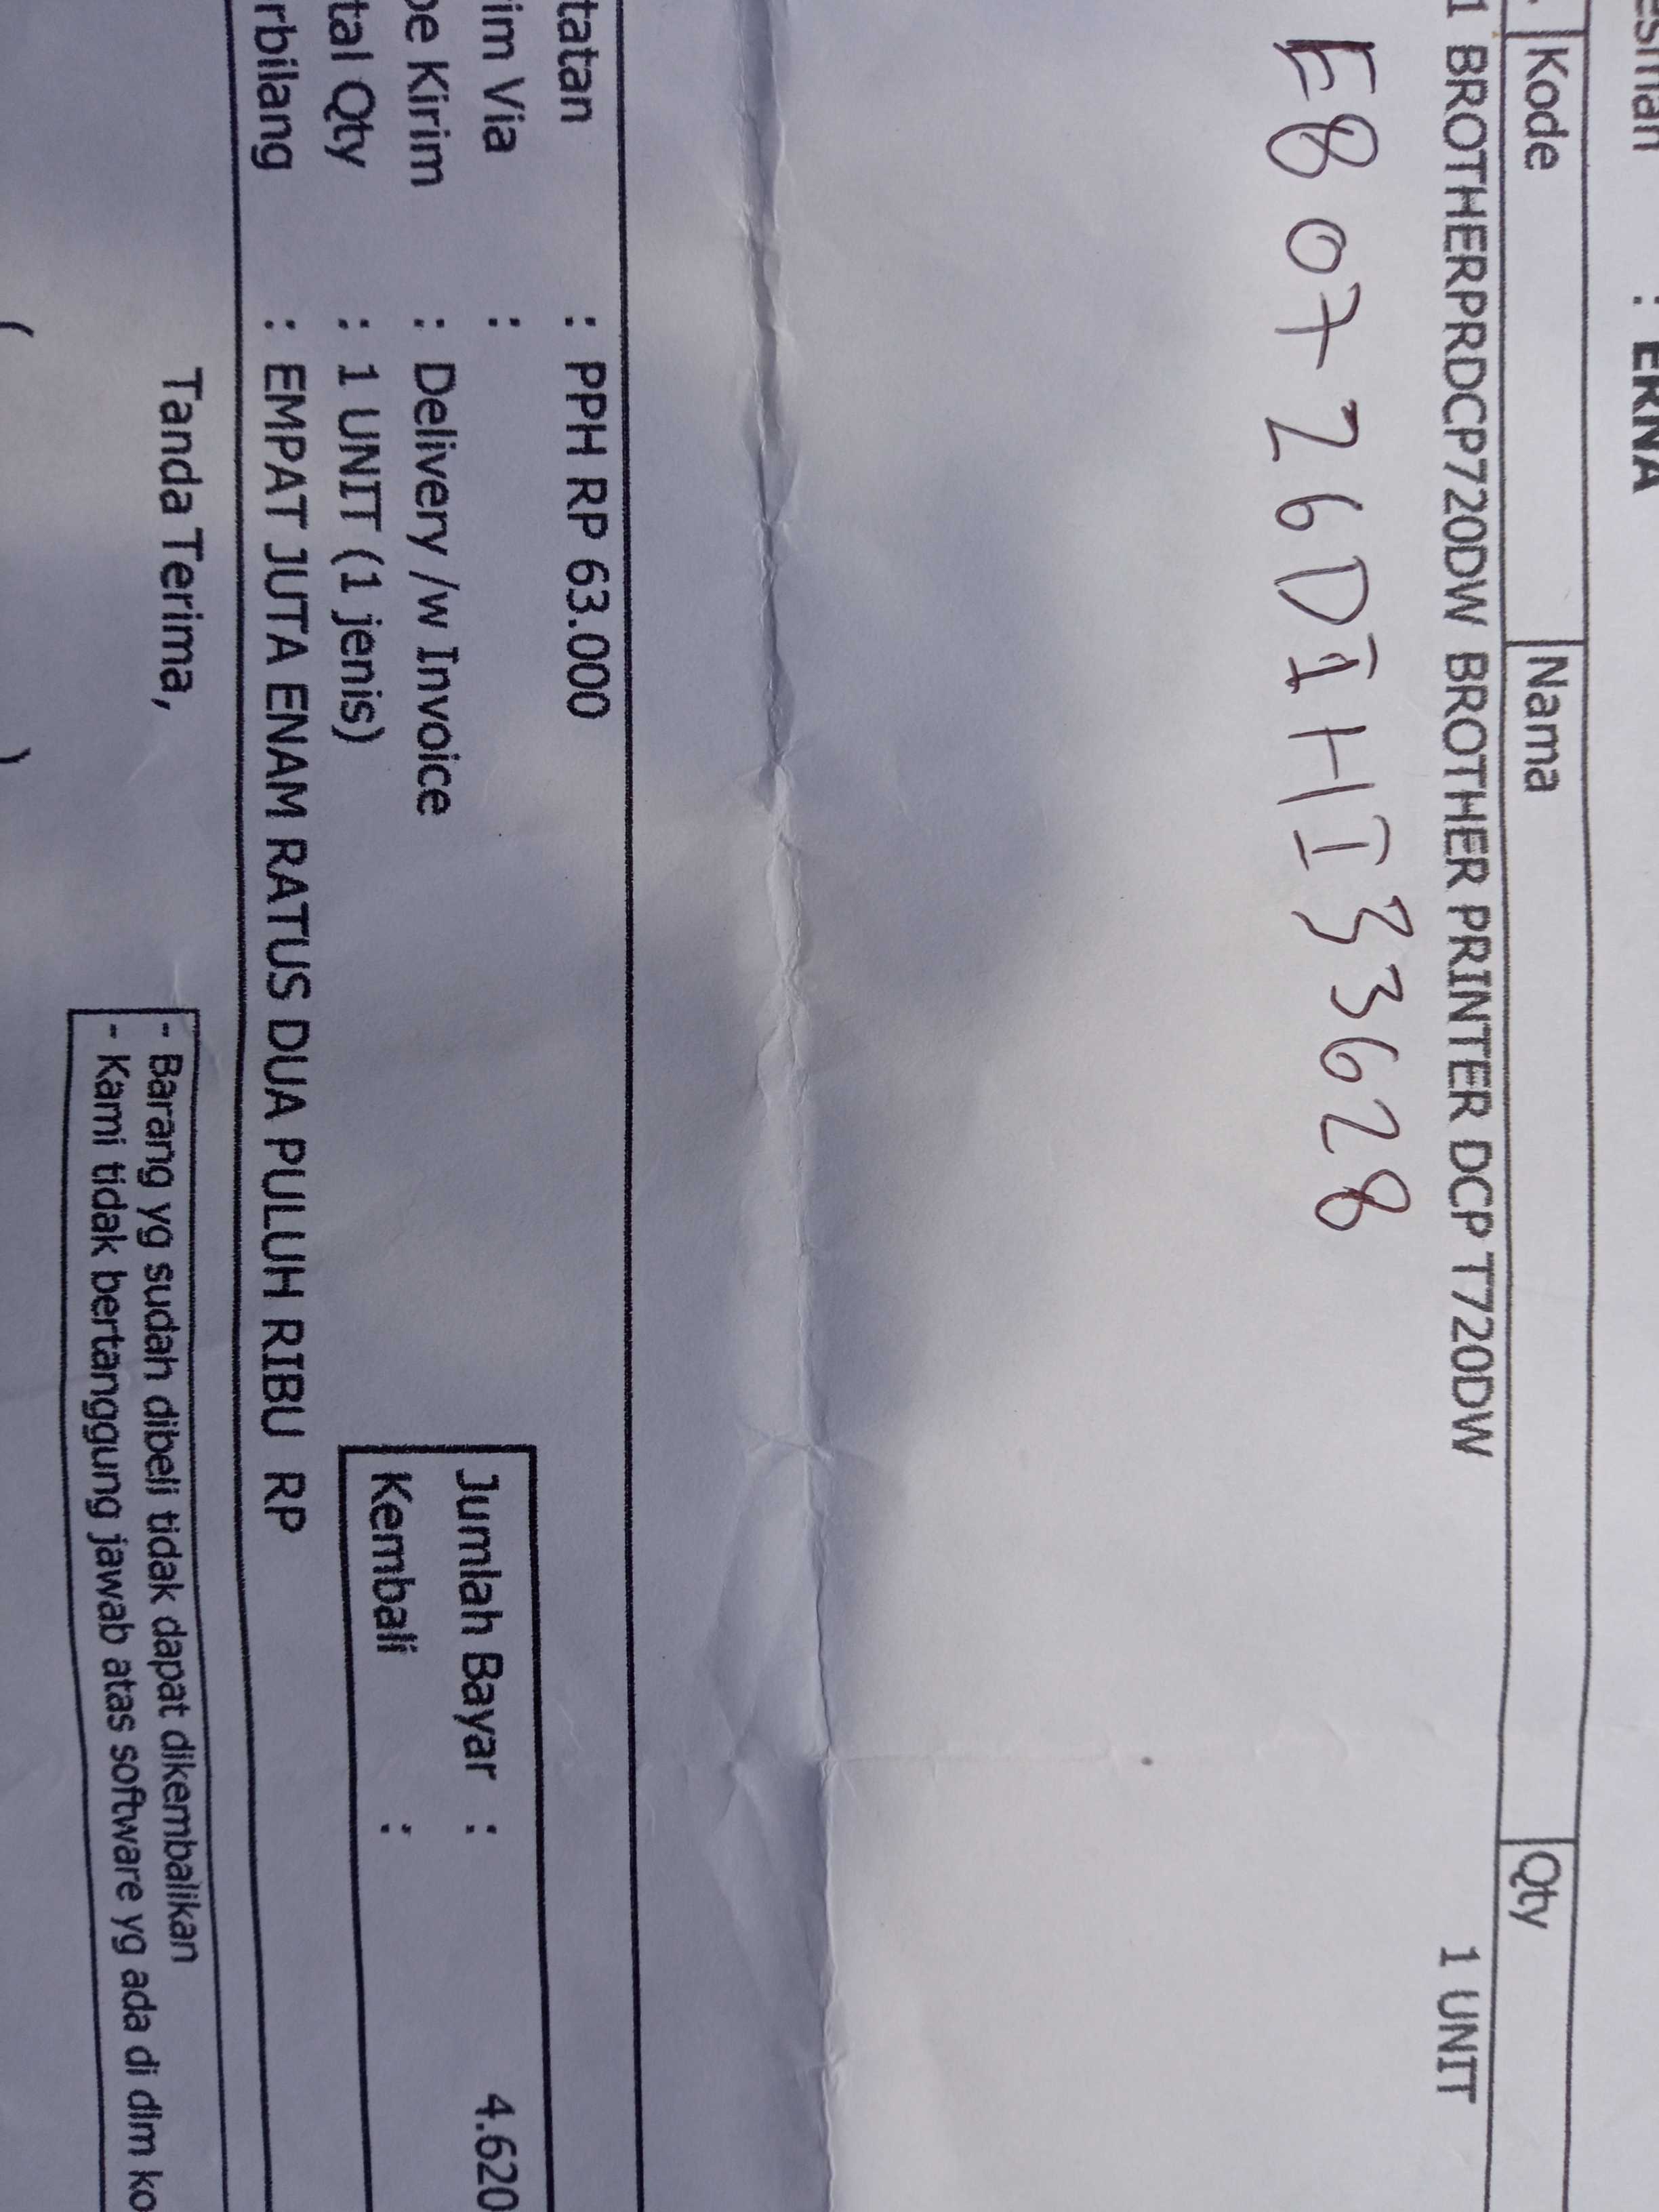 : ERNA
Kode Nama Qty
1 BROTHERPRDCP720DW BROTHER PRINTER DCP T720DW 1 UNIT
E80726DIHI33628
tatan : PPH RP 63.000
im Via :
pe Kirim : Delivery /w Invoice
tal Qty : 1 UNIT (1 jenis)
rbilang : EMPAT JUTA ENAM RATUS DUA PULUH RIBU RP
Jumlah Bayar : 4.620
Kembali :
Tanda Terima,
- Barang yg sudah dibeli tidak dapat dikembalikan
- Kami tidak bertanggung jawab atas software yg ada di dlm ko
( )